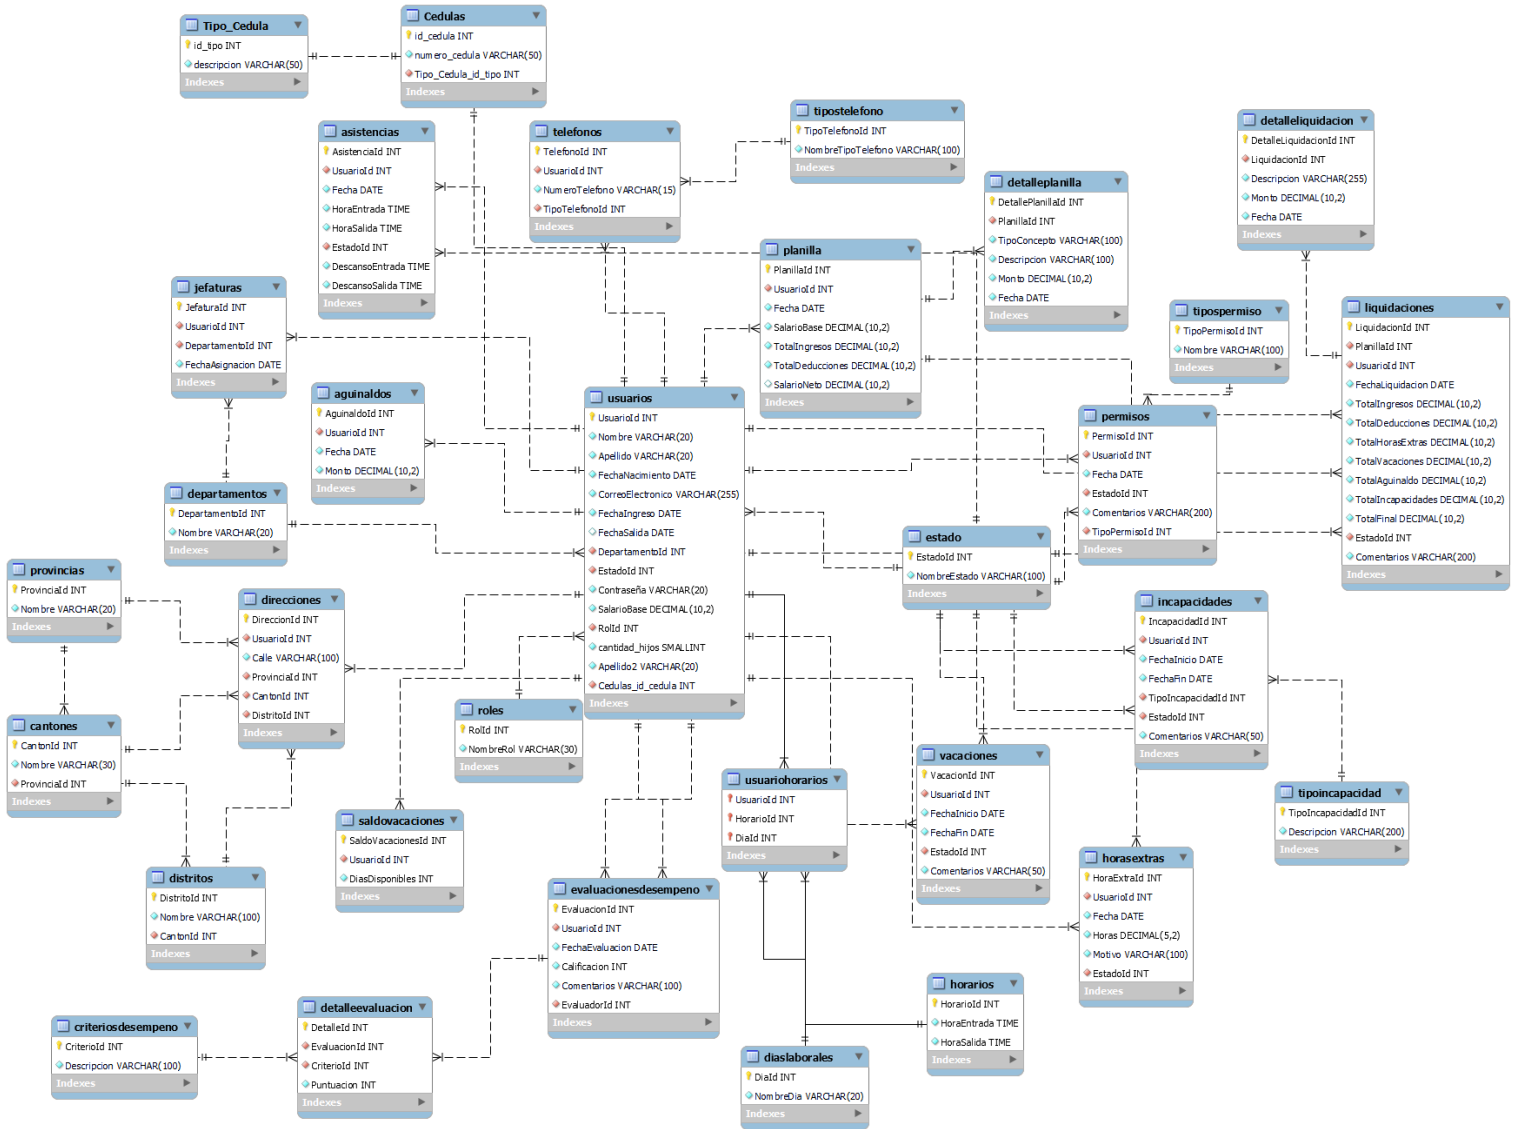 Tipo_Cedula
id_tipo INT
descripcion VARCHAR(50)
Indexes
Cedulas
id_cedula INT
numero_cedula VARCHAR(50)
Tipo_Cedula_id_tipo INT
Indexes
asistencias
AsistenciaId INT
UsuarioId INT
Fecha DATE
HoraEntrada TIME
HoraSalida TIME
EstadoId INT
DescansoEntrada TIME
DescansoSalida TIME
Indexes
telefonos
TelefonoId INT
UsuarioId INT
NumeroTelefono VARCHAR(15)
TipoTelefonoId INT
Indexes
tipostelefono
TipoTelefonoId INT
NombreTipoTelefono VARCHAR(100)
Indexes
detalleplanilla
DetallePlanillaId INT
PlanillaId INT
TipoConcepto VARCHAR(100)
Descripcion VARCHAR(100)
Monto DECIMAL(10,2)
Fecha DATE
Indexes
detalleliquidacion
DetalleLiquidacionId INT
LiquidacionId INT
Descripcion VARCHAR(255)
Monto DECIMAL(10,2)
Fecha DATE
Indexes
planilla
PlanillaId INT
UsuarioId INT
Fecha DATE
SalarioBase DECIMAL(10,2)
TotalIngresos DECIMAL(10,2)
TotalDeducciones DECIMAL(10,2)
SalarioNeto DECIMAL(10,2)
Indexes
jefaturas
JefaturaId INT
UsuarioId INT
DepartamentoId INT
FechaAsignacion DATE
Indexes
tipospermiso
TipoPermisoId INT
Nombre VARCHAR(100)
Indexes
liquidaciones
LiquidacionId INT
PlanillaId INT
UsuarioId INT
FechaLiquidacion DATE
TotalIngresos DECIMAL(10,2)
TotalDeducciones DECIMAL(10,2)
TotalHorasExtras DECIMAL(10,2)
TotalVacaciones DECIMAL(10,2)
TotalAguinaldo DECIMAL(10,2)
TotalIncapacidades DECIMAL(10,2)
TotalFinal DECIMAL(10,2)
EstadoId INT
Comentarios VARCHAR(200)
Indexes
aguinaldos
AguinaldoId INT
UsuarioId INT
Fecha DATE
Monto DECIMAL(10,2)
Indexes
usuarios
UsuarioId INT
Nombre VARCHAR(20)
Apellido VARCHAR(20)
FechaNacimiento DATE
CorreoElectronico VARCHAR(255)
FechaIngreso DATE
FechaSalida DATE
DepartamentoId INT
EstadoId INT
Contraseña VARCHAR(20)
SalarioBase DECIMAL(10,2)
RolId INT
cantidad_hijos SMALLINT
Apellido2 VARCHAR(20)
Cedulas_id_cedula INT
Indexes
permisos
PermisoId INT
UsuarioId INT
Fecha DATE
EstadoId INT
Comentarios VARCHAR(200)
TipoPermisoId INT
Indexes
departamentos
DepartamentoId INT
Nombre VARCHAR(20)
Indexes
estado
EstadoId INT
NombreEstado VARCHAR(100)
Indexes
provincias
ProvinciaId INT
Nombre VARCHAR(20)
Indexes
direcciones
DireccionId INT
UsuarioId INT
Calle VARCHAR(100)
ProvinciaId INT
CantonId INT
DistritoId INT
Indexes
incapacidades
IncapacidadId INT
UsuarioId INT
FechaInicio DATE
FechaFin DATE
TipoIncapacidadId INT
EstadoId INT
Comentarios VARCHAR(50)
Indexes
cantones
CantonId INT
Nombre VARCHAR(30)
ProvinciaId INT
Indexes
roles
RolId INT
NombreRol VARCHAR(30)
Indexes
vacaciones
VacacionId INT
UsuarioId INT
FechaInicio DATE
FechaFin DATE
EstadoId INT
Comentarios VARCHAR(50)
Indexes
usuariohorarios
UsuarioId INT
HorarioId INT
DiaId INT
Indexes
tipoincapacidad
TipoIncapacidadId INT
Descripcion VARCHAR(200)
Indexes
saldovacaciones
SaldoVacacionesId INT
UsuarioId INT
DiasDisponibles INT
Indexes
horasextras
HoraExtraId INT
UsuarioId INT
Fecha DATE
Horas DECIMAL(5,2)
Motivo VARCHAR(100)
EstadoId INT
Indexes
distritos
DistritoId INT
Nombre VARCHAR(100)
CantonId INT
Indexes
evaluacionesdesempeno
EvaluacionId INT
UsuarioId INT
FechaEvaluacion DATE
Calificacion INT
Comentarios VARCHAR(100)
EvaluadorId INT
Indexes
horarios
HorarioId INT
HoraEntrada TIME
HoraSalida TIME
Indexes
detalleevaluacion
DetalleId INT
EvaluacionId INT
CriterioId INT
Puntuacion INT
Indexes
criteriosdesempeno
CriterioId INT
Descripcion VARCHAR(100)
Indexes
diaslaborales
DiaId INT
NombreDia VARCHAR(20)
Indexes